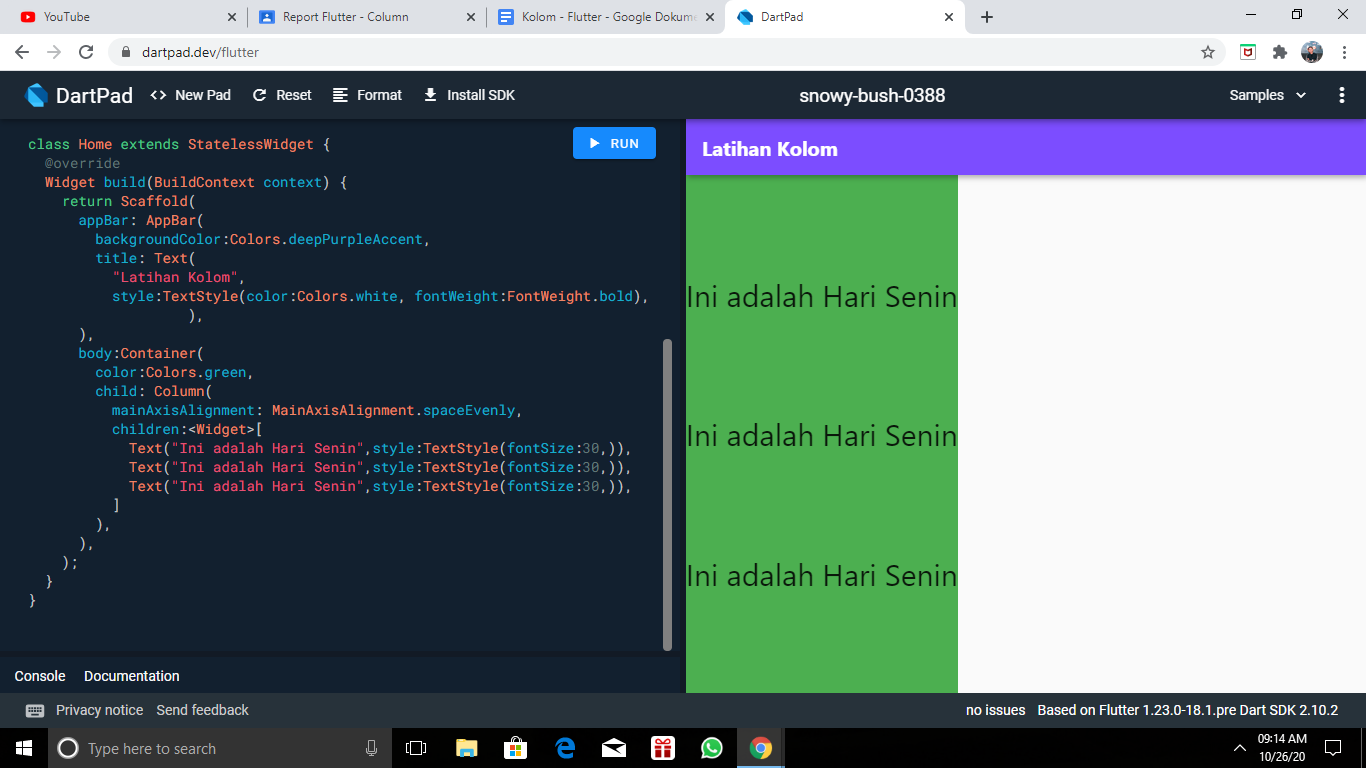 YouTube
Report Flutter - Column
Kolom - Flutter - Google Dokume
DartPad
dartpad.dev/flutter
DartPad
<> New Pad
Reset
Format
Install SDK
snowy-bush-0388
Samples
class Home extends StatelessWidget {
@override
Widget build(BuildContext context) {
return Scaffold(
appBar: AppBar(
backgroundColor:Colors.deepPurpleAccent,
title: Text(
"Latihan Kolom",
style:TextStyle(color:Colors.white, fontWeight:FontWeight.bold),
),
),
body:Container(
color:Colors.green,
child: Column(
mainAxisAlignment: MainAxisAlignment.spaceEvenly,
children:<Widget>[
Text("Ini adalah Hari Senin",style:TextStyle(fontSize:30,)),
Text("Ini adalah Hari Senin",style:TextStyle(fontSize:30,)),
Text("Ini adalah Hari Senin",style:TextStyle(fontSize:30,)),
]
),
),
);
}
}
RUN
Latihan Kolom
Ini adalah Hari Senin
Ini adalah Hari Senin
Ini adalah Hari Senin
Console Documentation
Privacy notice Send feedback
no issues Based on Flutter 1.23.0-18.1.pre Dart SDK 2.10.2
Type here to search
09:14 AM
10/26/20